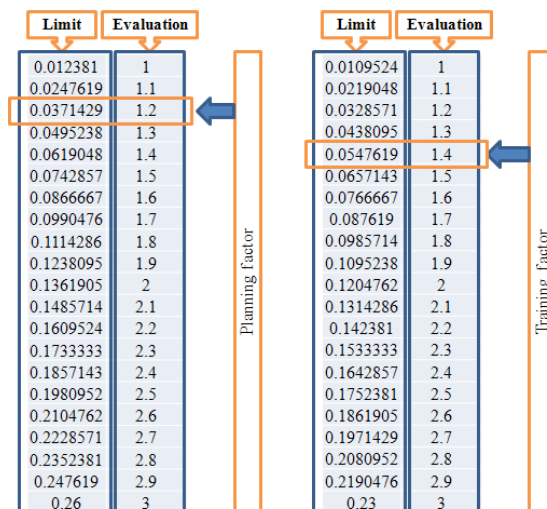 Limit Evaluation Limit Evaluation
0.012381 1 0.0109524 1
0.0247619 1.1 0.0219048 1.1
0.0371429 1.2 0.0328571 1.2
0.0495238 1.3 0.0438095 1.3
0.0619048 1.4 0.0547619 1.4
0.0742857 1.5 0.0657143 1.5
0.0866667 1.6 0.0766667 1.6
0.0990476 1.7 0.087619 1.7
0.1114286 1.8 0.0985714 1.8
0.1238095 1.9 0.1095238 1.9
0.1361905 2 0.1204762 2
0.1485714 2.1 0.1314286 2.1
0.1609524 2.2 0.142381 2.2
0.1733333 2.3 0.1533333 2.3
0.1857143 2.4 0.1642857 2.4
0.1980952 2.5 0.1752381 2.5
0.2104762 2.6 0.1861905 2.6
0.2228571 2.7 0.1971429 2.7
0.2352381 2.8 0.2080952 2.8
0.247619 2.9 0.2190476 2.9
0.26 3 0.23 3
Planning factor
Training factor